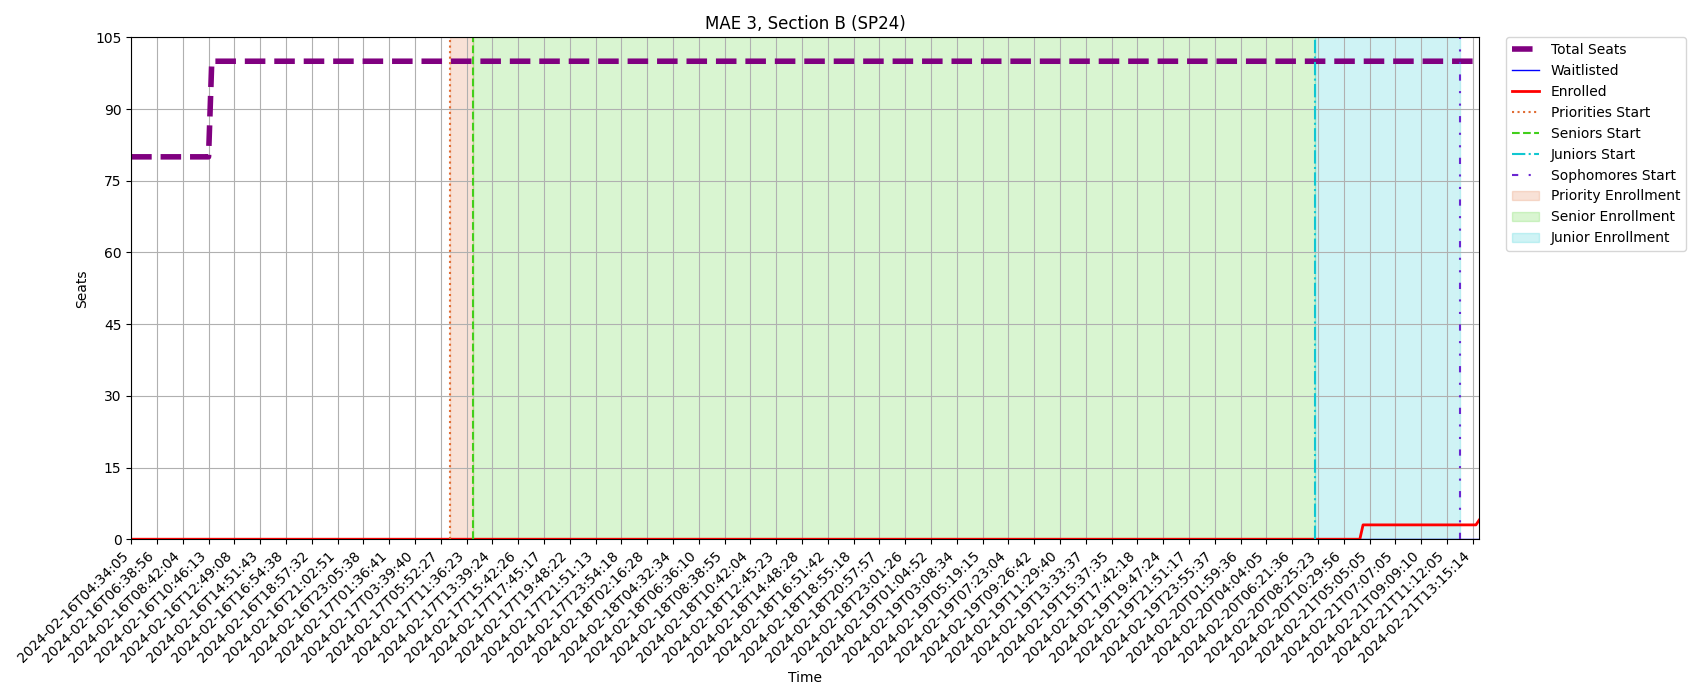 MAE 3, Section B (SP24)
105
90
75
60
45
30
15
0
Seats
2024-02-16T04:34:05
2024-02-16T06:38:56
2024-02-16T08:42:04
2024-02-16T10:46:13
2024-02-16T12:49:08
2024-02-16T14:51:43
2024-02-16T16:54:38
2024-02-16T18:57:32
2024-02-16T21:02:51
2024-02-16T23:05:38
2024-02-17T01:36:41
2024-02-17T03:39:40
2024-02-17T05:52:27
2024-02-17T11:36:23
2024-02-17T13:39:24
2024-02-17T15:42:26
2024-02-17T17:45:17
2024-02-17T19:48:22
2024-02-17T21:51:13
2024-02-17T23:54:18
2024-02-18T02:16:28
2024-02-18T04:32:34
2024-02-18T06:36:10
2024-02-18T08:38:55
2024-02-18T10:42:04
2024-02-18T12:45:23
2024-02-18T14:48:28
2024-02-18T16:51:42
2024-02-18T18:55:18
2024-02-18T20:57:57
2024-02-18T23:01:26
2024-02-19T01:04:52
2024-02-19T03:08:34
2024-02-19T05:19:15
2024-02-19T07:23:04
2024-02-19T09:26:42
2024-02-19T11:29:40
2024-02-19T13:33:37
2024-02-19T15:37:35
2024-02-19T17:42:18
2024-02-19T19:47:24
2024-02-19T21:51:17
2024-02-19T23:55:37
2024-02-20T01:59:36
2024-02-20T04:04:05
2024-02-20T06:21:36
2024-02-20T08:25:23
2024-02-20T10:29:56
2024-02-21T05:05:05
2024-02-21T07:07:05
2024-02-21T09:09:10
2024-02-21T11:12:05
2024-02-21T13:15:14
Time
Total Seats
Waitlisted
Enrolled
Priorities Start
Seniors Start
Juniors Start
Sophomores Start
Priority Enrollment
Senior Enrollment
Junior Enrollment